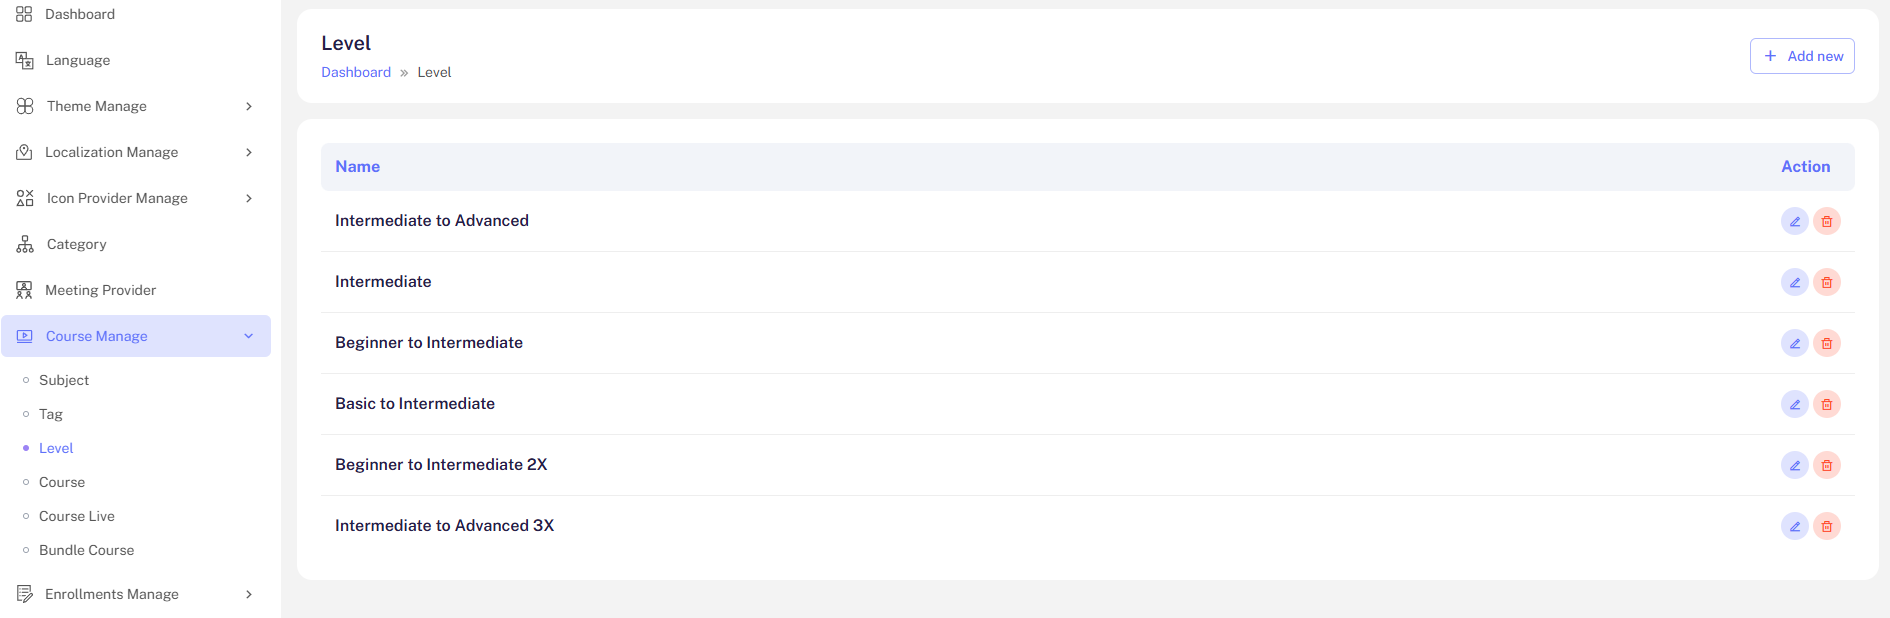 Dashboard
Language
Theme Manage
Localization Manage
Icon Provider Manage
Category
Meeting Provider
Course Manage
Subject
Tag
Level
Course
Course Live
Bundle Course
Enrollments Manage
Level
Dashboard » Level
+ Add new
Name Action
Intermediate to Advanced
Intermediate
Beginner to Intermediate
Basic to Intermediate
Beginner to Intermediate 2X
Intermediate to Advanced 3X